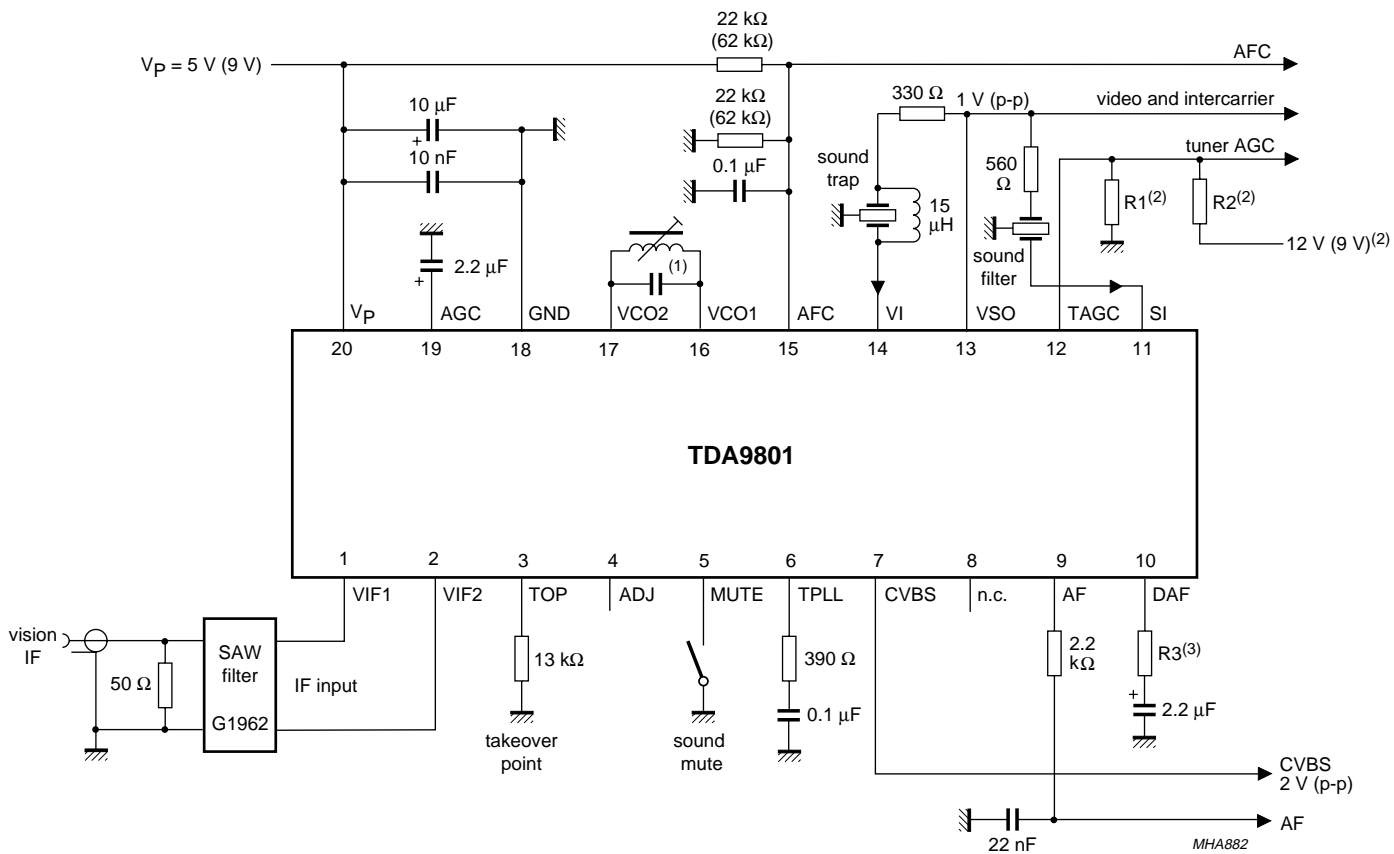 22 kΩ
(62 kΩ)
VP = 5 V (9 V)
AFC
22 kΩ
(62 kΩ)
10 μF
+
10 nF
0.1 μF
330 Ω
1 V (p-p)
video and intercarrier
tuner AGC
sound
trap
560
Ω
15
μH
R1(2)
R2(2)
12 V (9 V)(2)
sound
filter
2.2 μF
+
(1)
VP
AGC
GND
VCO2
VCO1
AFC
VI
VSO
TAGC
SI
20
19
18
17
16
15
14
13
12
11
TDA9801
1
2
3
4
5
6
7
8
9
10
VIF1
VIF2
TOP
ADJ
MUTE
TPLL
CVBS
n.c.
AF
DAF
vision
IF
50 Ω
SAW
filter
G1962
IF input
13 kΩ
takeover
point
sound
mute
390 Ω
0.1 μF
2.2
kΩ
R3(3)
+
2.2 μF
CVBS
2 V (p-p)
22 nF
AF
MHA882